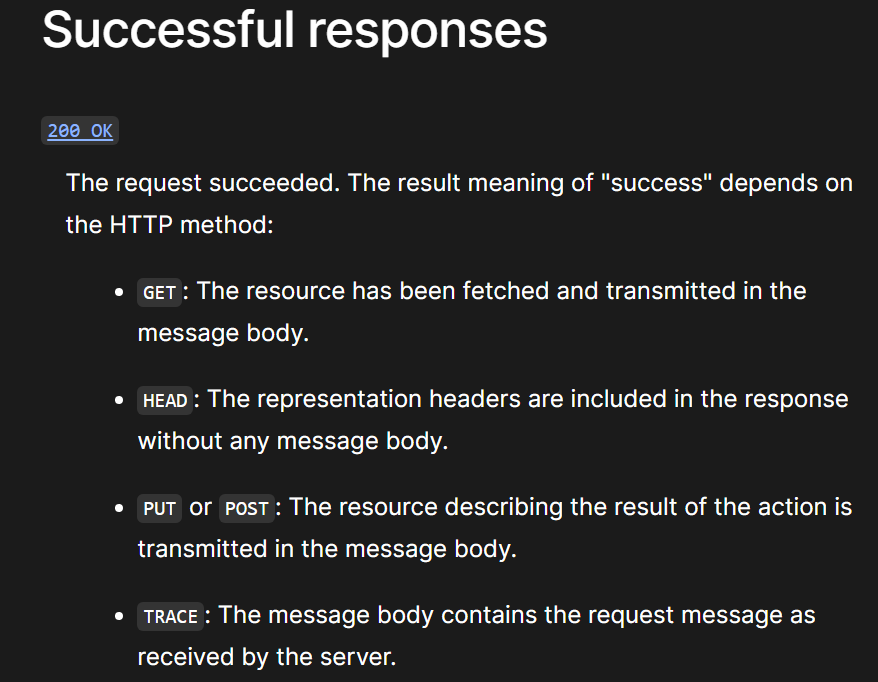 Successful responses
200 OK
The request succeeded. The result meaning of "success" depends on
the HTTP method:
• GET: The resource has been fetched and transmitted in the
message body.
• HEAD: The representation headers are included in the response
without any message body.
• PUT or POST: The resource describing the result of the action is
transmitted in the message body.
• TRACE: The message body contains the request message as
received by the server.